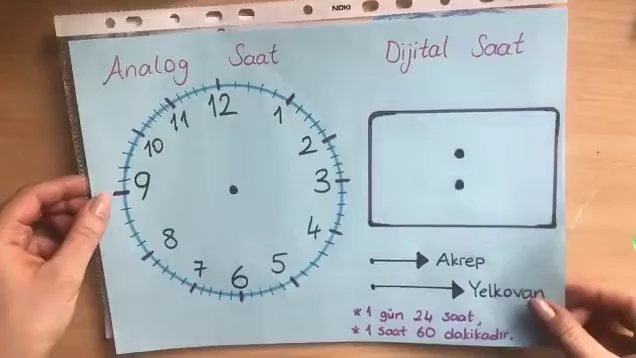 NOKI
Analog Saat
Dijital Saat
12
11
1
10
2
9
3
8
4
7
5
6
:
Akrep
Yelkovan
* 1 gün 24 saat,
* 1 saat 60 dakikadır.